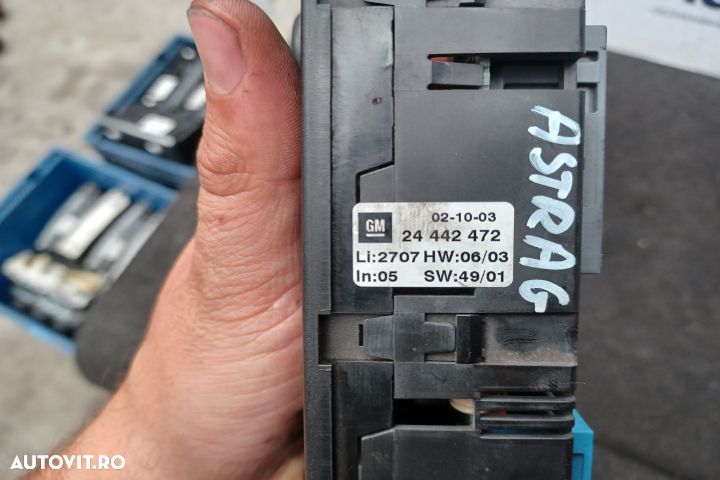 02-10-03
GM
24 442 472
Li:2707 HW:06/03
In:05 SW:49/01
ASTRA G
AUTOVIT.RO